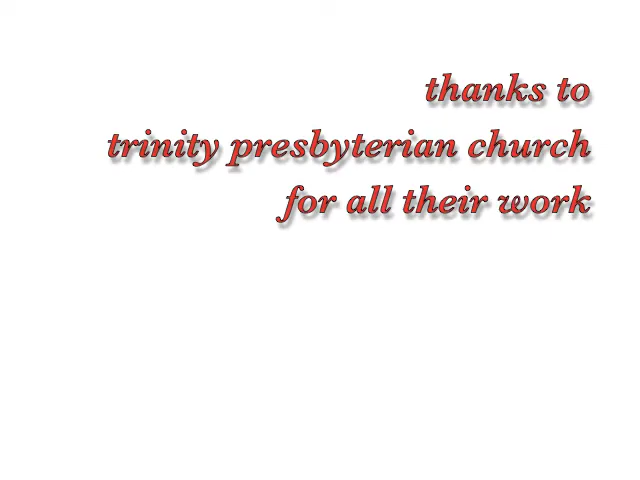 thanks to
trinity presbyterian church
for all their work